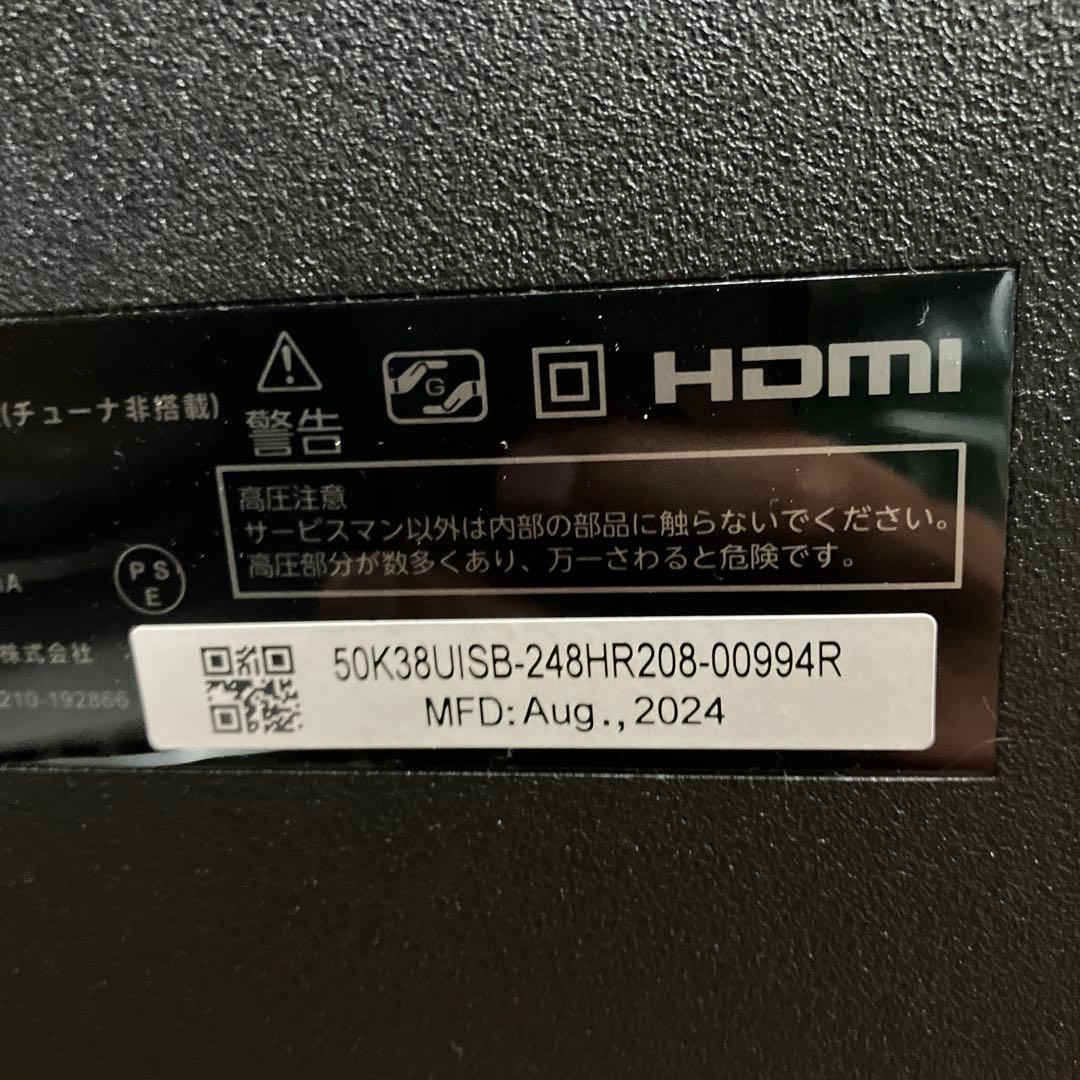 HDMI
(チューナ非搭載)
警告
高圧注意
サービスマン以外は内部の部品に触らないでください。
高圧部分が数多くあり、万一さわると危険です。
A
PS
E
株式会社
210-192866
50K38UISB-248HR208-00994R
MFD: Aug., 2024